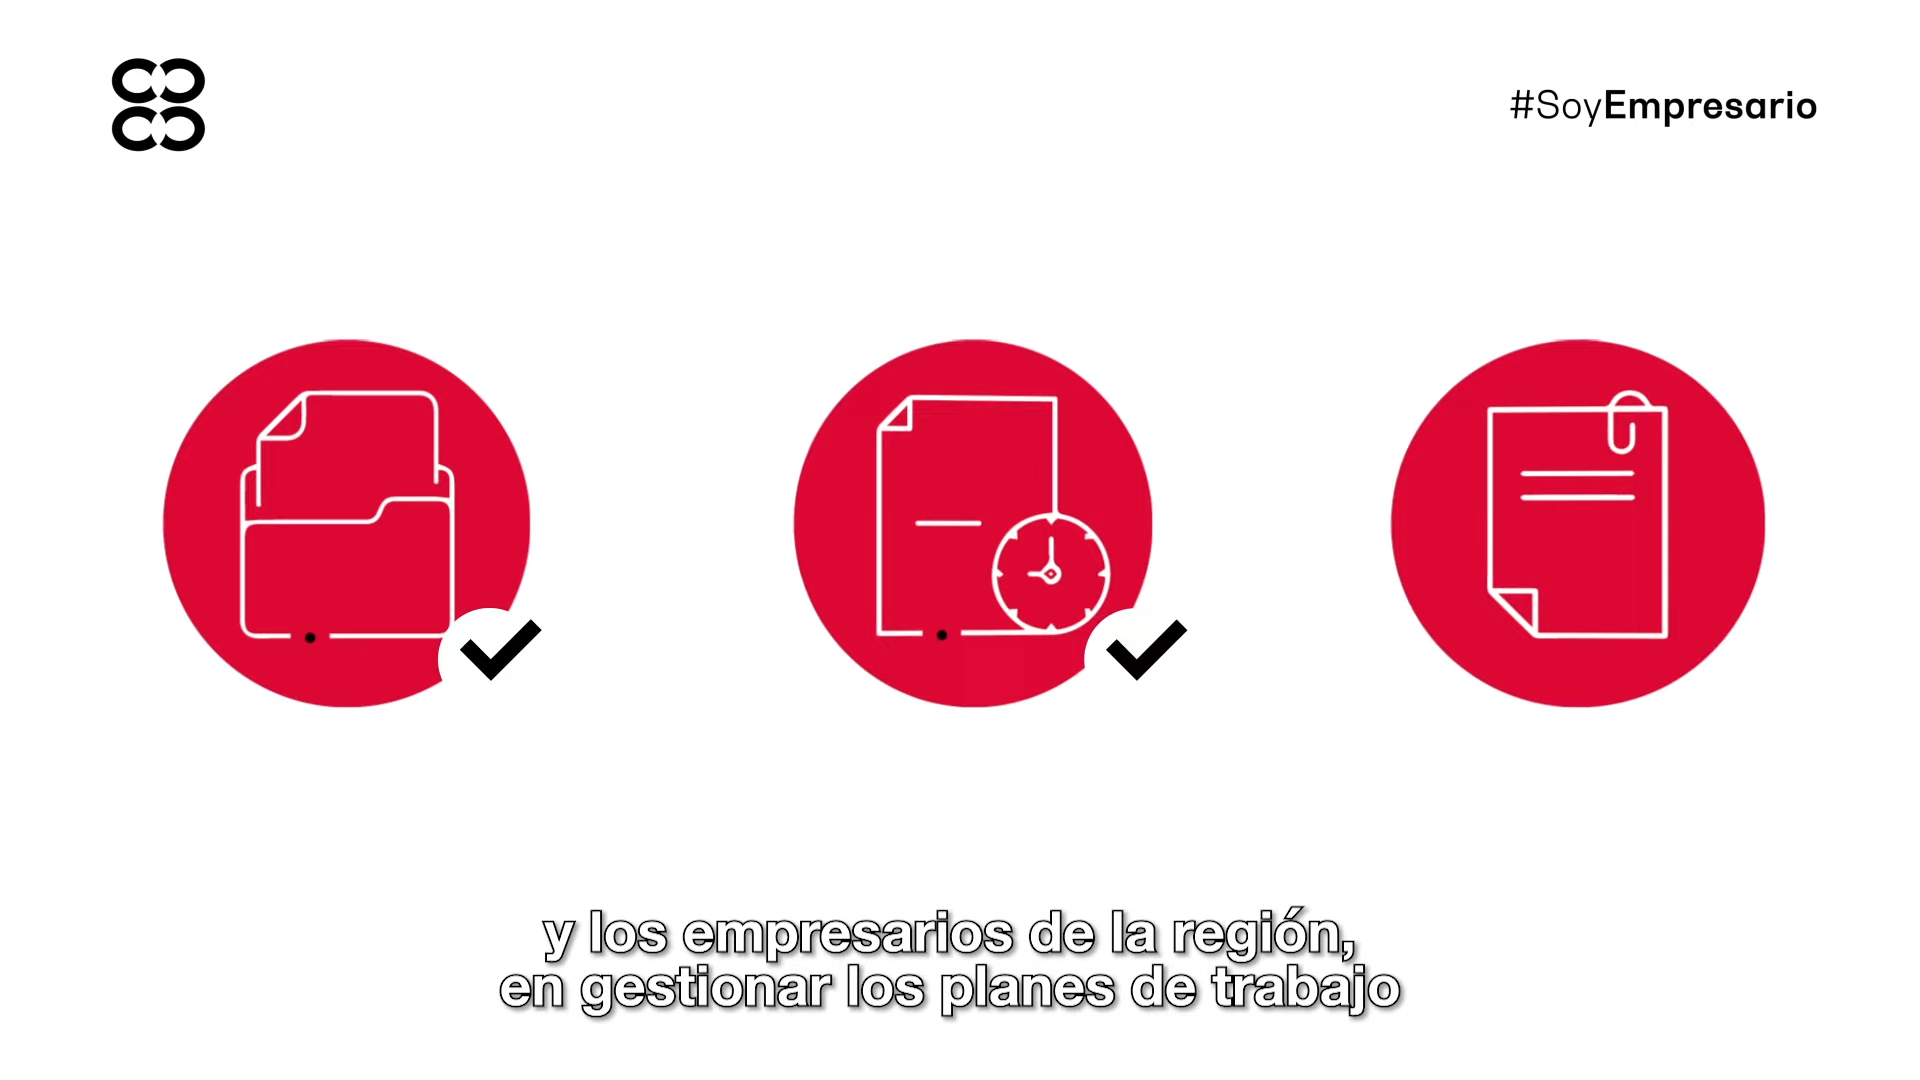 #SoyEmpresario
y los empresarios de la región,
en gestionar los planes de trabajo